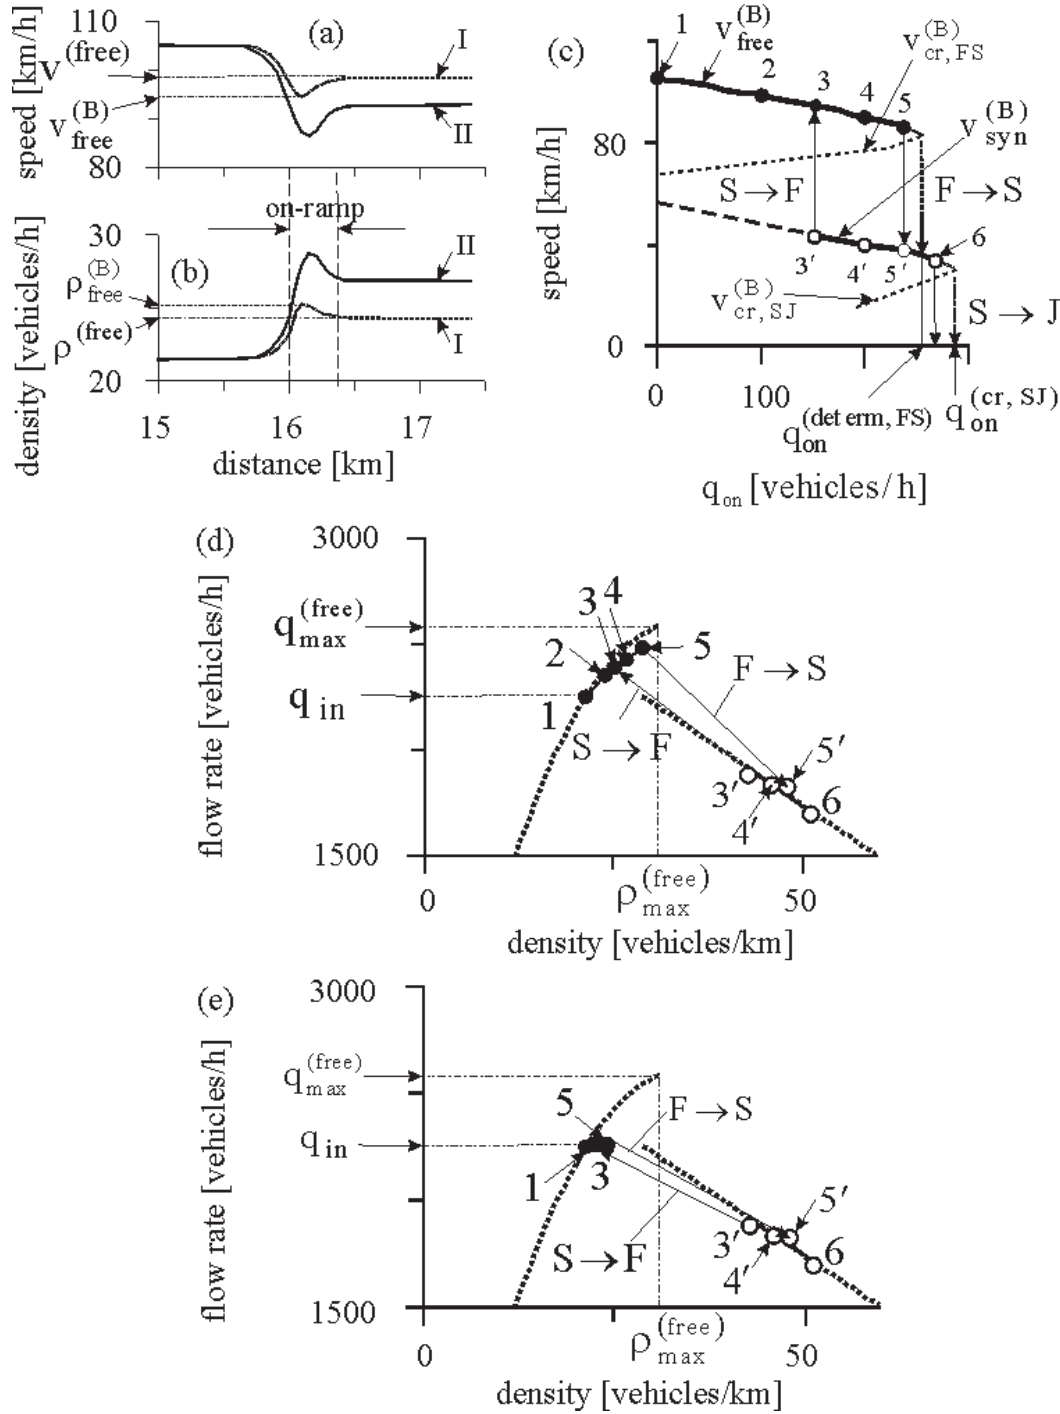 110
(a)
speed [km/h]
v(free)
v free (B)
I
II
80
on-ramp
30
(b)
density [vehicles/h]
ρ free (B)
ρ (free)
II
I
20
15 16 17
distance [km]
(c)
speed [km/h]
80
0
1
v free (B)
v cr, FS (B)
2 3 4 5
v syn (B)
S → F
F → S
3′ 4′ 5′ 6
v cr, SJ (B)
S → J
0 100
q on (determ, FS)
q on (cr, SJ)
q on [vehicles/h]
(d)
3000
flow rate [vehicles/h]
q max (free)
q in
1500
1 2 3 4 5
F → S
S → F
3′ 4′ 5′ 6
0 ρ max (free) 50
density [vehicles/km]
(e)
3000
flow rate [vehicles/h]
q max (free)
q in
1500
5
1 3
F → S
S → F
3′ 4′ 5′ 6
0 ρ max (free) 50
density [vehicles/km]